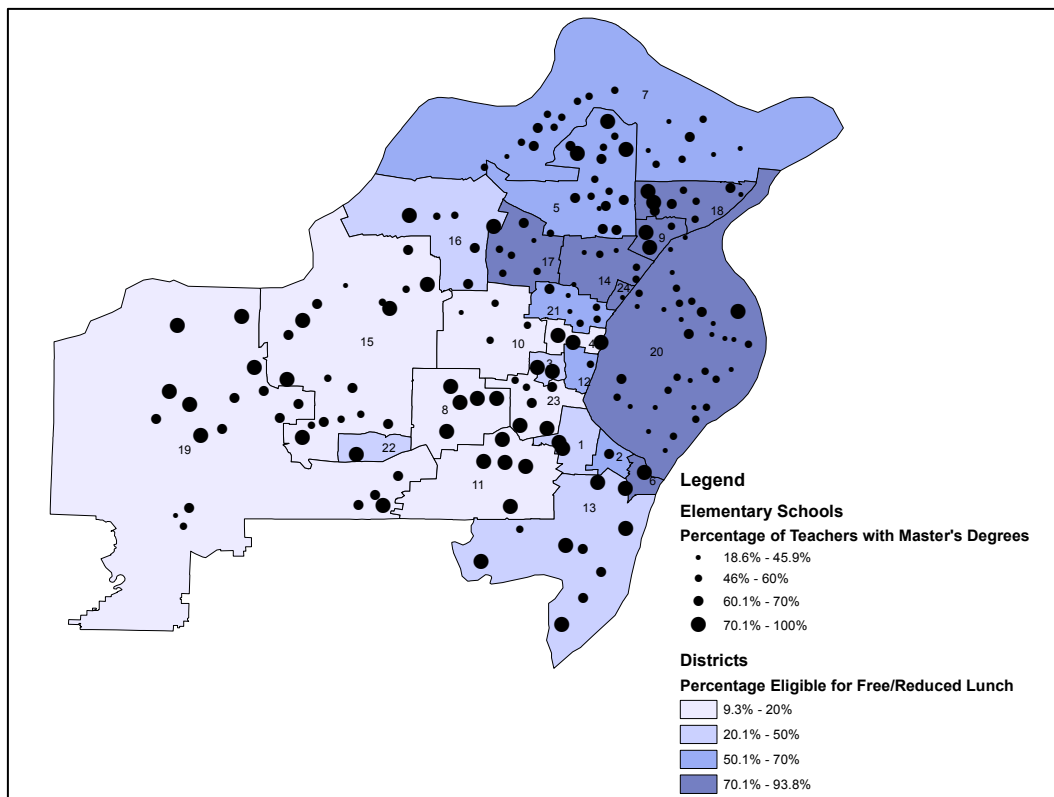 7
5
18
9
16
17
14
24
21
15
10
4
20
3
12
8
23
19
22
1
2
6
11
13
Legend
Elementary Schools
Percentage of Teachers with Master's Degrees
18.6% - 45.9%
46% - 60%
60.1% - 70%
70.1% - 100%
Districts
Percentage Eligible for Free/Reduced Lunch
9.3% - 20%
20.1% - 50%
50.1% - 70%
70.1% - 93.8%